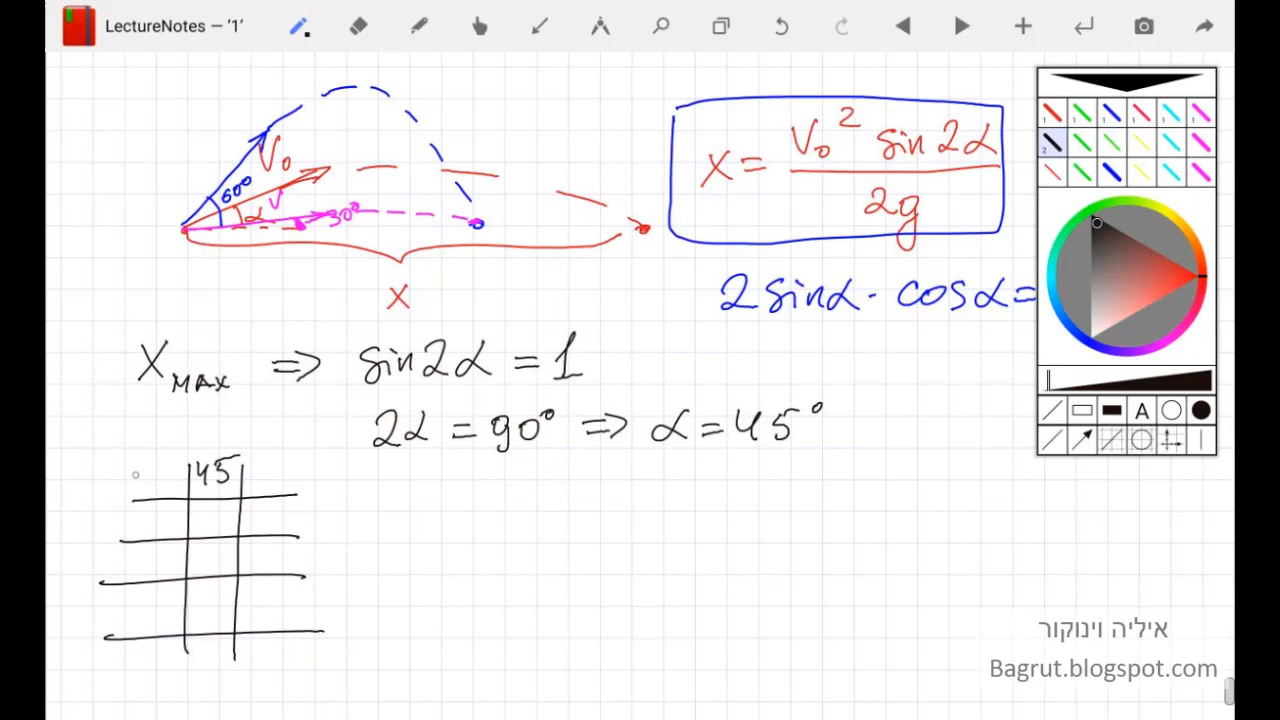 LectureNotes – ‘1’
V₀
60°
α
V
30°
X
X = V₀² sin 2α / 2g
2 sinα · cosα =
X MAX => sin 2α = 1
2α = 90° => α = 45°
45
A
איליה וינוקור
Bagrut.blogspot.com